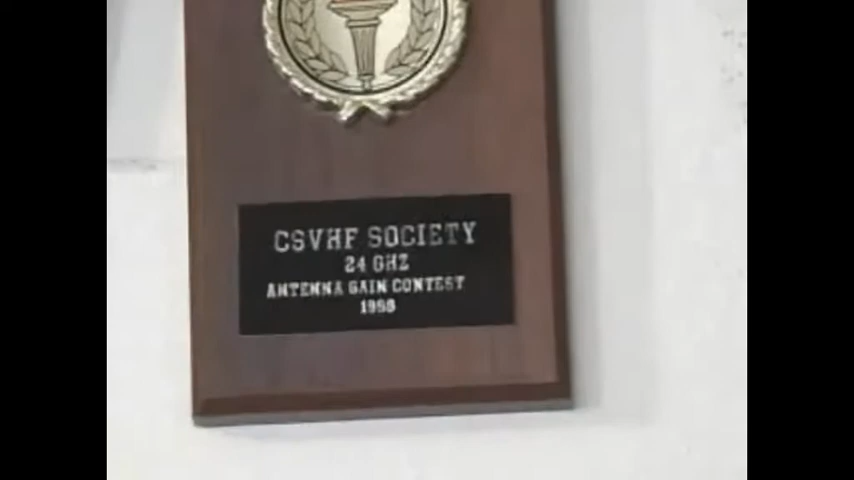 CSVHF SOCIETY
24 GHZ
ANTENNA GAIN CONTEST
1998